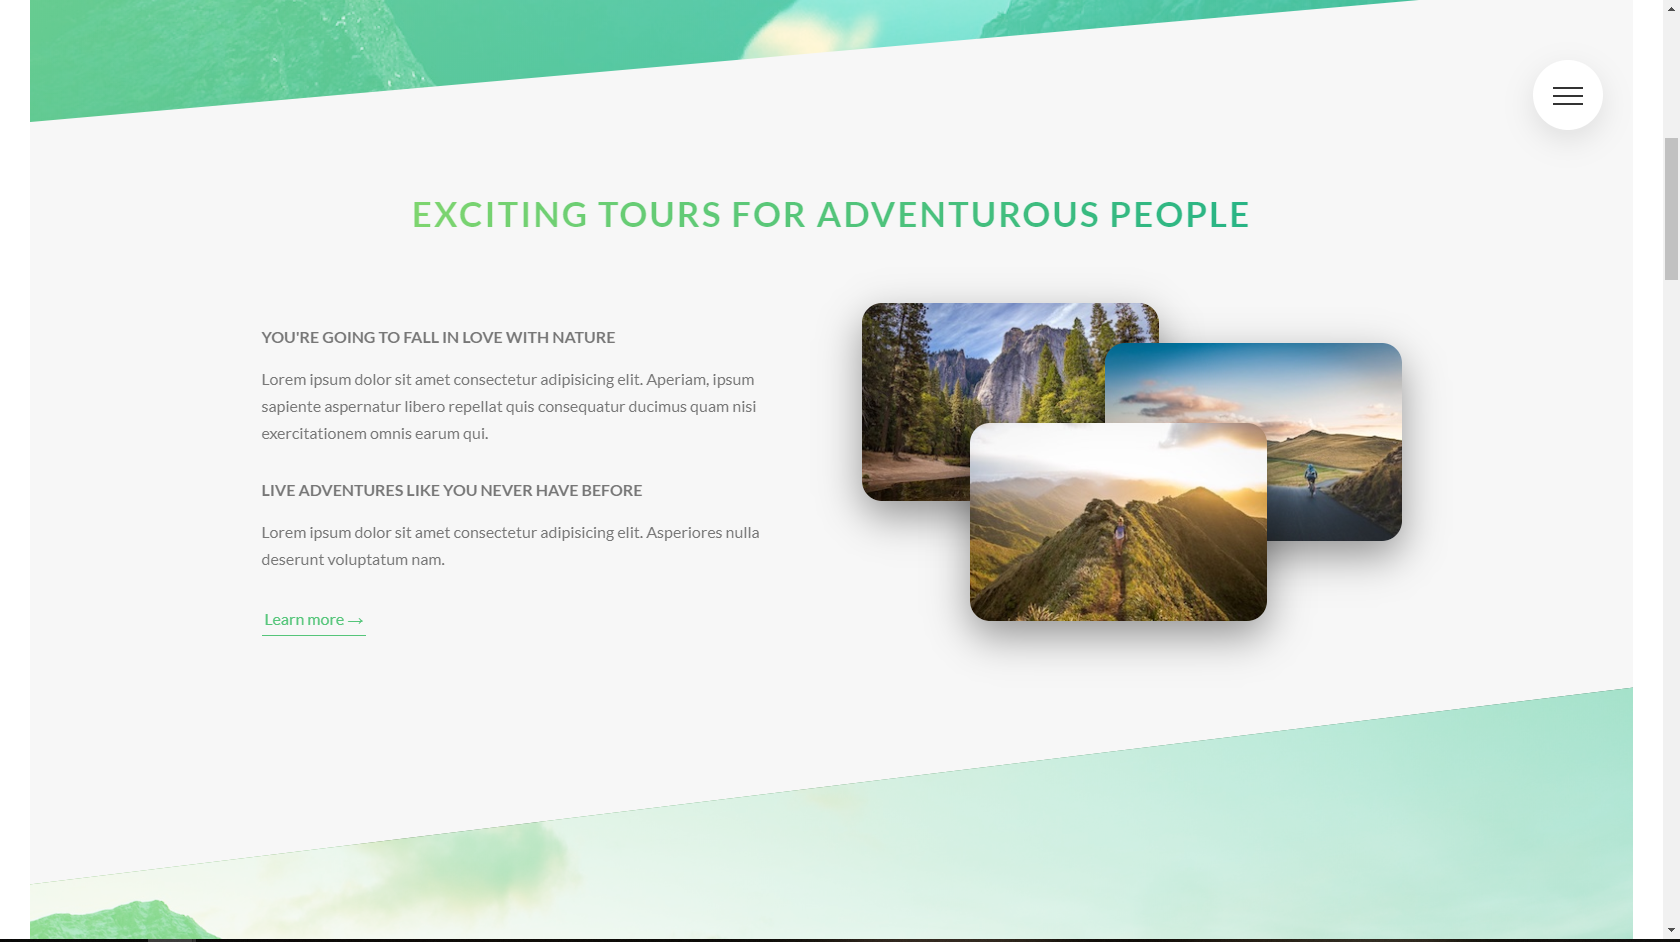 EXCITING TOURS FOR ADVENTUROUS PEOPLE
YOU'RE GOING TO FALL IN LOVE WITH NATURE
Lorem ipsum dolor sit amet consectetur adipisicing elit. Aperiam, ipsum
sapiente aspernatur libero repellat quis consequatur ducimus quam nisi
exercitationem omnis earum qui.
LIVE ADVENTURES LIKE YOU NEVER HAVE BEFORE
Lorem ipsum dolor sit amet consectetur adipisicing elit. Asperiores nulla
deserunt voluptatum nam.
Learn more →